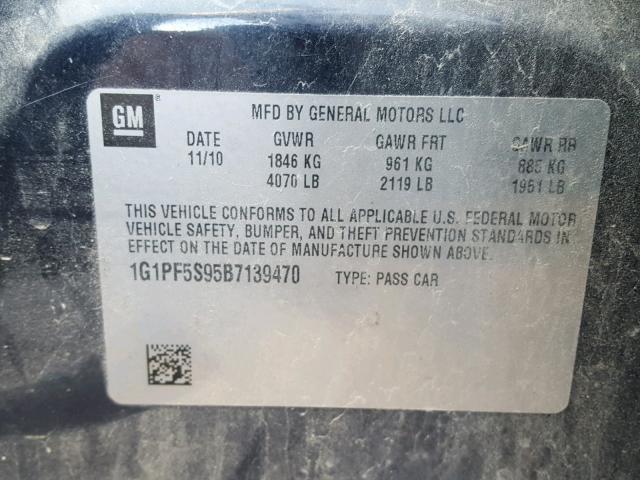 GM
MFD BY GENERAL MOTORS LLC
DATE GVWR GAWR FRT GAWR RR
11/10 1846 KG 961 KG 885 KG
4070 LB 2119 LB 1951 LB
THIS VEHICLE CONFORMS TO ALL APPLICABLE U.S. FEDERAL MOTOR
VEHICLE SAFETY, BUMPER, AND THEFT PREVENTION STANDARDS IN
EFFECT ON THE DATE OF MANUFACTURE SHOWN ABOVE.
1G1PF5S95B7139470 TYPE: PASS CAR